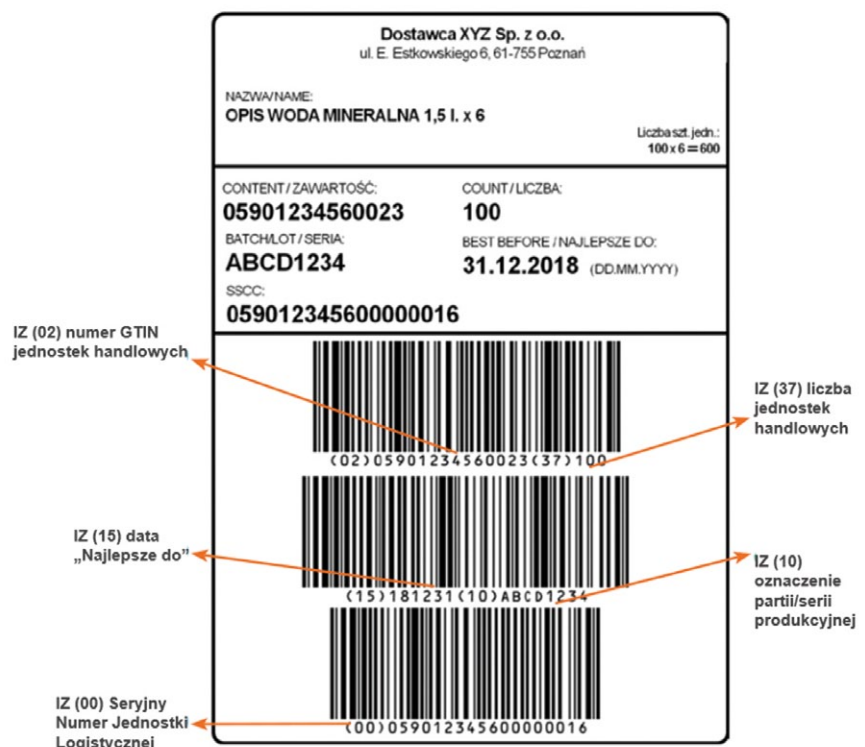 Dostawca XYZ Sp. z o.o.
ul. E. Estkowskiego 6, 61-755 Poznań
NAZWA/NAME:
OPIS WODA MINERALNA 1,5 l. x 6
Liczba szt. jedn.:
100 x 6 = 600
CONTENT / ZAWARTOŚĆ:
05901234560023
COUNT / LICZBA:
100
BATCH/LOT / SERIA:
ABCD1234
BEST BEFORE / NAJLEPSZE DO:
31.12.2018 (DD.MM.YYYY)
SSCC:
059012345600000016
IZ (02) numer GTIN
jednostek handlowych
(02)05901234560023(37)100
IZ (37) liczba
jednostek
handlowych
IZ (15) data
„Najlepsze do”
(15)181231(10)ABCD1234
IZ (10)
oznaczenie
partii/serii
produkcyjnej
IZ (00) Seryjny
Numer Jednostki
Logistycznej
(00)059012345600000016